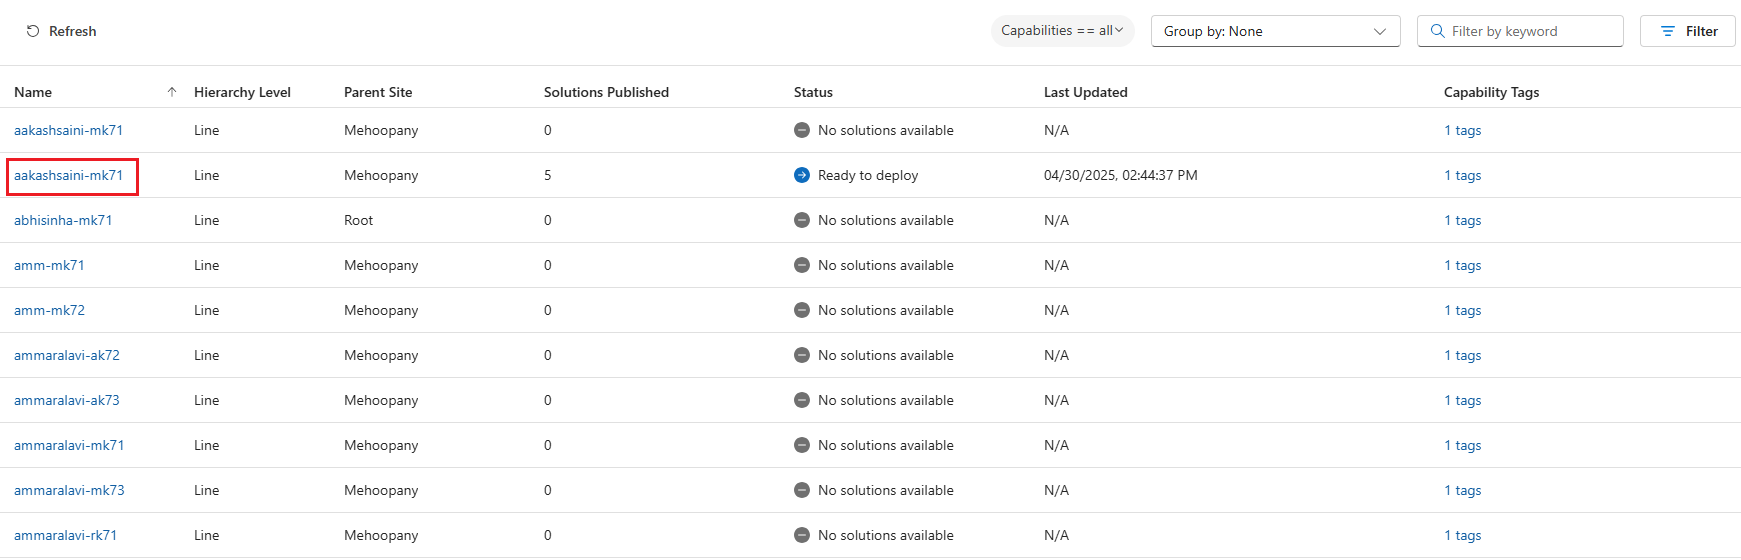 Refresh Capabilities == all Group by: None Filter by keyword Filter
Name Hierarchy Level Parent Site Solutions Published Status Last Updated Capability Tags
aakashsaini-mk71 Line Mehoopany 0 No solutions available N/A 1 tags
aakashsaini-mk71 Line Mehoopany 5 Ready to deploy 04/30/2025, 02:44:37 PM 1 tags
abhisinha-mk71 Line Root 0 No solutions available N/A 1 tags
amm-mk71 Line Mehoopany 0 No solutions available N/A 1 tags
amm-mk72 Line Mehoopany 0 No solutions available N/A 1 tags
ammaralavi-ak72 Line Mehoopany 0 No solutions available N/A 1 tags
ammaralavi-ak73 Line Mehoopany 0 No solutions available N/A 1 tags
ammaralavi-mk71 Line Mehoopany 0 No solutions available N/A 1 tags
ammaralavi-mk73 Line Mehoopany 0 No solutions available N/A 1 tags
ammaralavi-rk71 Line Mehoopany 0 No solutions available N/A 1 tags